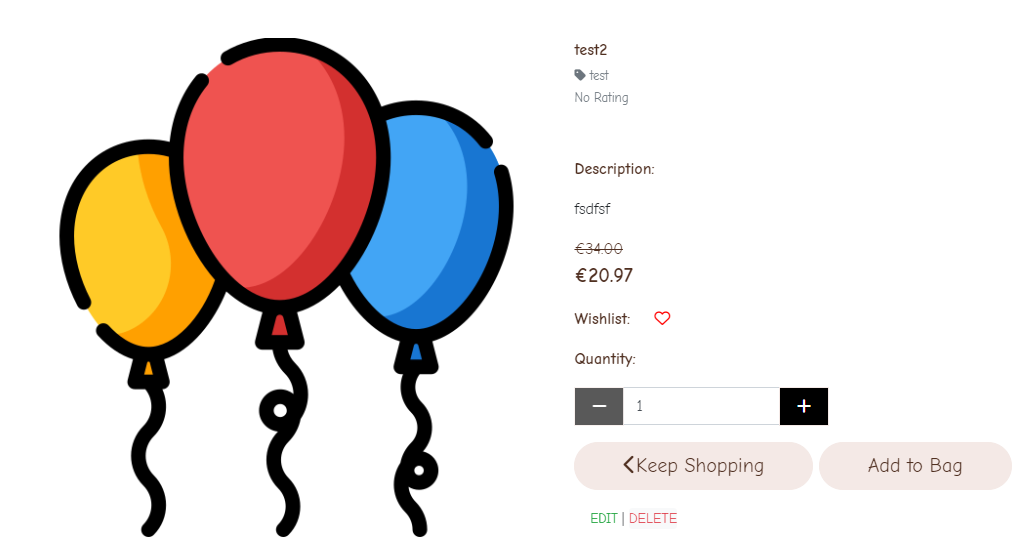 test2
test
No Rating
Description:
fsdfsf
€34.00
€20.97
Wishlist:
Quantity:
1
Keep Shopping
Add to Bag
EDIT | DELETE